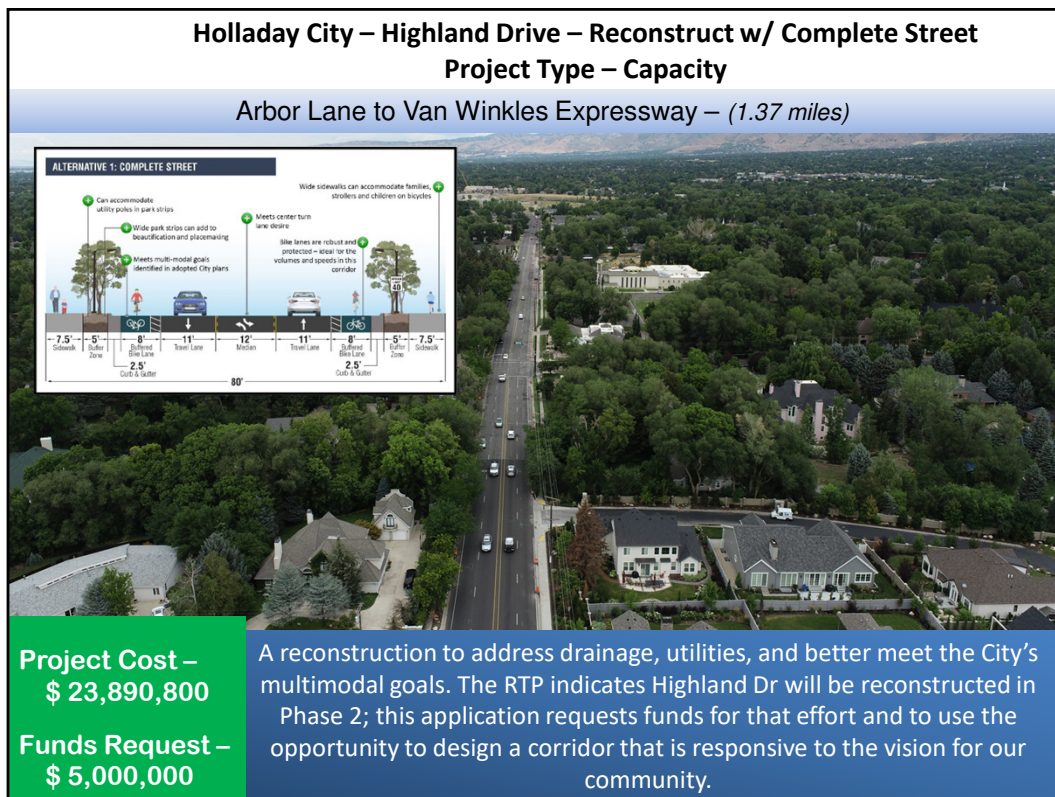 Holladay City – Highland Drive – Reconstruct w/ Complete Street
Project Type – Capacity
Arbor Lane to Van Winkles Expressway – (1.37 miles)
ALTERNATIVE 1: COMPLETE STREET
Can accommodate
utility poles in park strips
Wide park strips can add to
beautification and placemaking
Meets multi-modal goals
identified in adopted City plans
Meets center turn
lane desire
Wide sidewalks can accommodate families,
strollers and children on bicycles
Bike lanes are robust and
protected – ideal for the
volumes and speeds in this
corridor
40
7.5' 5' 8' 11' 12' 11' 8' 5' 7.5'
Sidewalk Buffer Zone Buffered Bike Lane Travel Lane Median Travel Lane Buffered Bike Lane Buffer Zone Sidewalk
2.5' 2.5'
Curb & Gutter Curb & Gutter
80'
Project Cost –
$ 23,890,800
Funds Request –
$ 5,000,000
A reconstruction to address drainage, utilities, and better meet the City's
multimodal goals. The RTP indicates Highland Dr will be reconstructed in
Phase 2; this application requests funds for that effort and to use the
opportunity to design a corridor that is responsive to the vision for our
community.